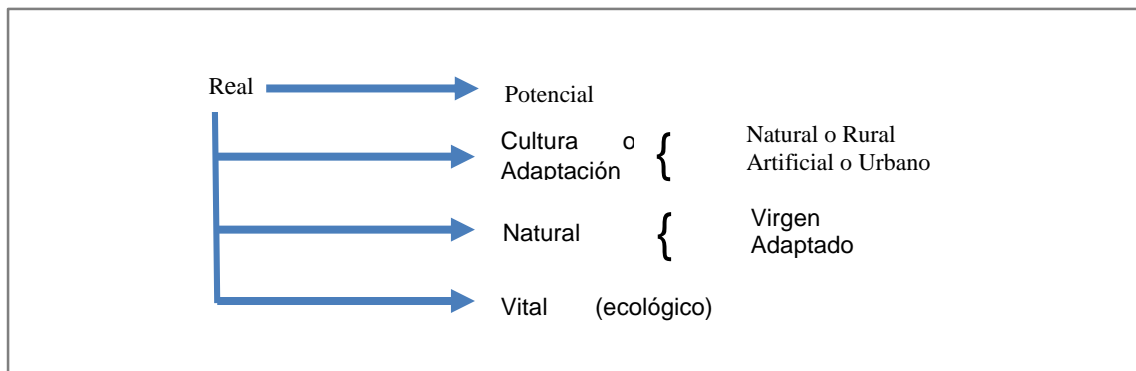 Real
Potencial
Cultura o
Adaptación
{
Natural o Rural
Artificial o Urbano
Natural
{
Virgen
Adaptado
Vital (ecológico)